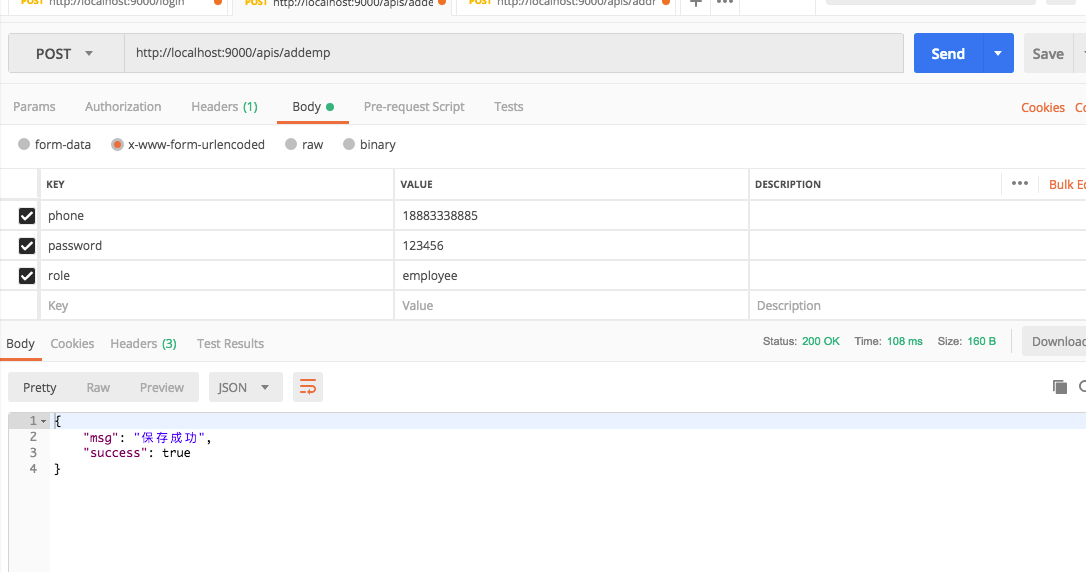 POST http://localhost:9000/login POST http://localhost:9000/apis/adde POST http://localhost:9000/apis/addr + •••
POST http://localhost:9000/apis/addemp Send Save
Params Authorization Headers (1) Body Pre-request Script Tests Cookies
form-data x-www-form-urlencoded raw binary
KEY VALUE DESCRIPTION ••• Bulk E
phone 18883338885
password 123456
role employee
Key Value Description
Body Cookies Headers (3) Test Results Status: 200 OK Time: 108 ms Size: 160 B Download
Pretty Raw Preview JSON
1 {
2 "msg": "保存成功",
3 "success": true
4 }